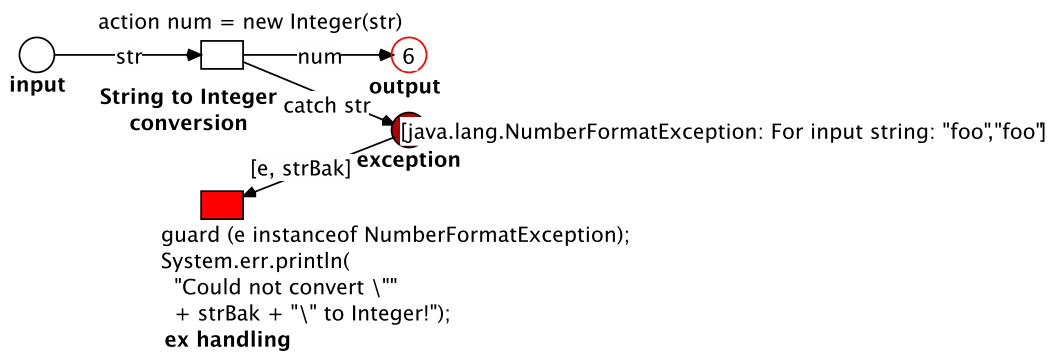 action num = new Integer(str)
str
num
6
input
output
String to Integer
conversion
catch str
[java.lang.NumberFormatException: For input string: "foo","foo"]
exception
[e, strBak]
guard (e instanceof NumberFormatException);
System.err.println(
"Could not convert \""
+ strBak + "\" to Integer!");
ex handling